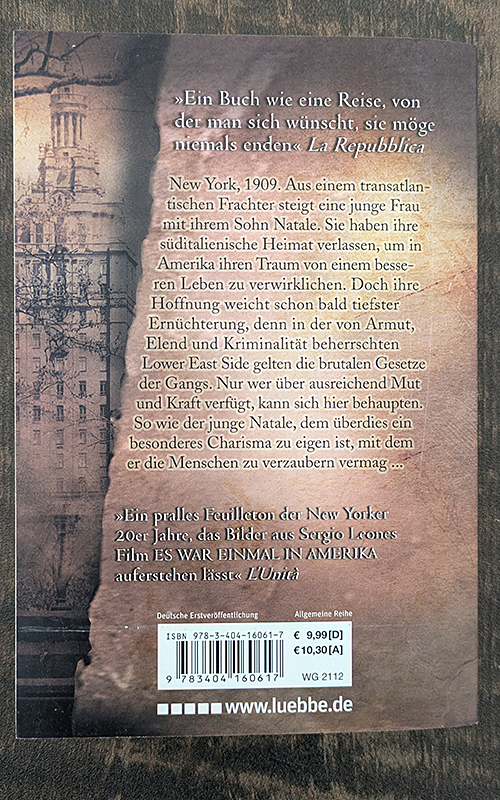 »Ein Buch wie eine Reise, von
der man sich wünscht, sie möge
niemals enden« La Repubblica
New York, 1909. Aus einem transatlan-
tischen Frachter steigt eine junge Frau
mit ihrem Sohn Natale. Sie haben ihre
süditalienische Heimat verlassen, um in
Amerika ihren Traum von einem besse-
ren Leben zu verwirklichen. Doch ihre
Hoffnung weicht schon bald tiefster
Ernüchterung, denn in der von Armut,
Elend und Kriminalität beherrschten
Lower East Side gelten die brutalen Gesetze
der Gangs. Nur wer über ausreichend Mut
und Kraft verfügt, kann sich hier behaupten.
So wie der junge Natale, dem überdies ein
besonderes Charisma zu eigen ist, mit dem
er die Menschen zu verzaubern vermag ...
»Ein pralles Feuilleton der New Yorker
20er Jahre, das Bilder aus Sergio Leones
Film ES WAR EINMAL IN AMERIKA
auferstehen lässt« L'Unità
Deutsche Erstveröffentlichung Allgemeine Reihe
ISBN 978-3-404-16061-7
€ 9,99 [D]
€ 10,30 [A]
9 783404 160617
WG 2112
www.luebbe.de